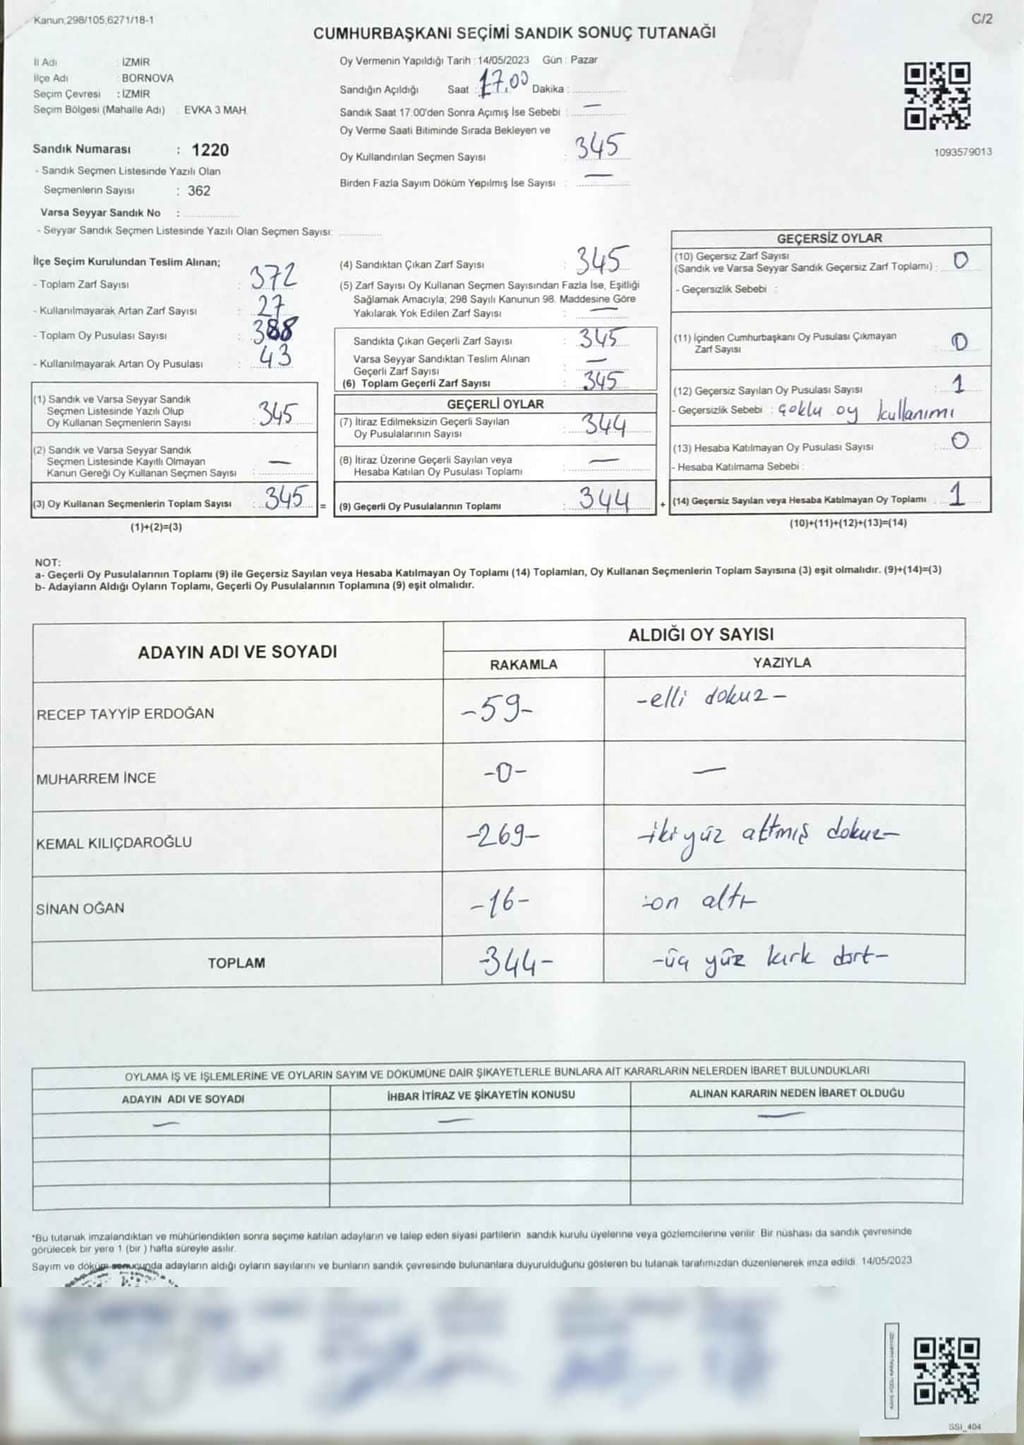 Kanun;298/105,6271/18-1
C/2
CUMHURBAŞKANI SEÇİMİ SANDIK SONUÇ TUTANAĞI
İl Adı : İZMİR
İlçe Adı : BORNOVA
Seçim Çevresi : İZMİR
Seçim Bölgesi (Mahalle Adı) : EVKA 3 MAH.
Sandık Numarası : 1220
- Sandık Seçmen Listesinde Yazılı Olan
Seçmenlerin Sayısı : 362
Varsa Seyyar Sandık No :
- Seyyar Sandık Seçmen Listesinde Yazılı Olan Seçmen Sayısı:
Oy Vermenin Yapıldığı Tarih :14/05/2023 Gün : Pazar
Sandığın Açıldığı Saat : 17.00 Dakika :
Sandık Saat 17.00'den Sonra Açımış İse Sebebi : —
Oy Verme Saati Bitiminde Sırada Bekleyen ve
Oy Kullandırılan Seçmen Sayısı : 345
Birden Fazla Sayım Döküm Yapılmış İse Sayısı : —
1093579013
İlçe Seçim Kurulundan Teslim Alınan;
- Toplam Zarf Sayısı : 372
- Kullanılmayarak Artan Zarf Sayısı : 27
- Toplam Oy Pusulası Sayısı : 388
- Kullanılmayarak Artan Oy Pusulası : 43
(1) Sandık ve Varsa Seyyar Sandık
Seçmen Listesinde Yazılı Olup
Oy Kullanan Seçmenlerin Sayısı : 345
(2) Sandık ve Varsa Seyyar Sandık
Seçmen Listesinde Kayıtlı Olmayan
Kanun Gereği Oy Kullanan Seçmen Sayısı : —
(3) Oy Kullanan Seçmenlerin Toplam Sayısı : 345
(1)+(2)=(3)
(4) Sandıktan Çıkan Zarf Sayısı : 345
(5) Zarf Sayısı Oy Kullanan Seçmen Sayısından Fazla İse, Eşitliği
Sağlamak Amacıyla; 298 Sayılı Kanunun 98. Maddesine Göre
Yakılarak Yok Edilen Zarf Sayısı : —
Sandıkta Çıkan Geçerli Zarf Sayısı : 345
Varsa Seyyar Sandıktan Teslim Alınan
Geçerli Zarf Sayısı : —
(6) Toplam Geçerli Zarf Sayısı : 345
GEÇERLİ OYLAR
(7) İtiraz Edilmeksizin Geçerli Sayılan
Oy Pusulalarının Sayısı : 344
(8) İtiraz Üzerine Geçerli Sayılan veya
Hesaba Katılan Oy Pusulası Toplamı : —
= (9) Geçerli Oy Pusulalarının Toplamı : 344
GEÇERSİZ OYLAR
(10) Geçersiz Zarf Sayısı
(Sandık ve Varsa Seyyar Sandık Geçersiz Zarf Toplamı) : 0
- Geçersizlik Sebebi :
(11) İçinden Cumhurbaşkanı Oy Pusulası Çıkmayan
Zarf Sayısı : 0
(12) Geçersiz Sayılan Oy Pusulası Sayısı : 1
- Geçersizlik Sebebi : çoklu oy kullanımı
(13) Hesaba Katılmayan Oy Pusulası Sayısı : 0
- Hesaba Katılmama Sebebi :
+ (14) Geçersiz Sayılan veya Hesaba Katılmayan Oy Toplamı : 1
(10)+(11)+(12)+(13)=(14)
NOT:
a- Geçerli Oy Pusulalarının Toplamı (9) ile Geçersiz Sayılan veya Hesaba Katılmayan Oy Toplamı (14) Toplamları, Oy Kullanan Seçmenlerin Toplam Sayısına (3) eşit olmalıdır. (9)+(14)=(3)
b- Adayların Aldığı Oyların Toplamı, Geçerli Oy Pusulalarının Toplamına (9) eşit olmalıdır.
ADAYIN ADI VE SOYADI
ALDIĞI OY SAYISI
RAKAMLA YAZIYLA
RECEP TAYYİP ERDOĞAN -59- -elli dokuz-
MUHARREM İNCE -0- —
KEMAL KILIÇDAROĞLU -269- -iki yüz altmış dokuz-
SİNAN OĞAN -16- -on altı-
TOPLAM -344- -üç yüz kırk dört-
OYLAMA İŞ VE İŞLEMLERİNE VE OYLARIN SAYIM VE DÖKÜMÜNE DAİR ŞİKAYETLERLE BUNLARA AİT KARARLARIN NELERDEN İBARET BULUNDUKLARI
ADAYIN ADI VE SOYADI İHBAR İTİRAZ VE ŞİKAYETİN KONUSU ALINAN KARARIN NEDEN İBARET OLDUĞU
— — —
*Bu tutanak imzalandıktan ve mühürlendikten sonra seçime katılan adayların ve talep eden siyasi partilerin sandık kurulu üyelerine veya gözlemcilerine verilir. Bir nüshası da sandık çevresinde
görülecek bir yere 1 (bir ) hafta süreyle asılır.
Sayım ve döküm sonucunda adayların aldığı oyların sayılarını ve bunların sandık çevresinde bulunanlara duyurulduğunu gösteren bu tutanak tarafımızdan düzenlenerek imza edildi. 14/05/2023
SSI_404